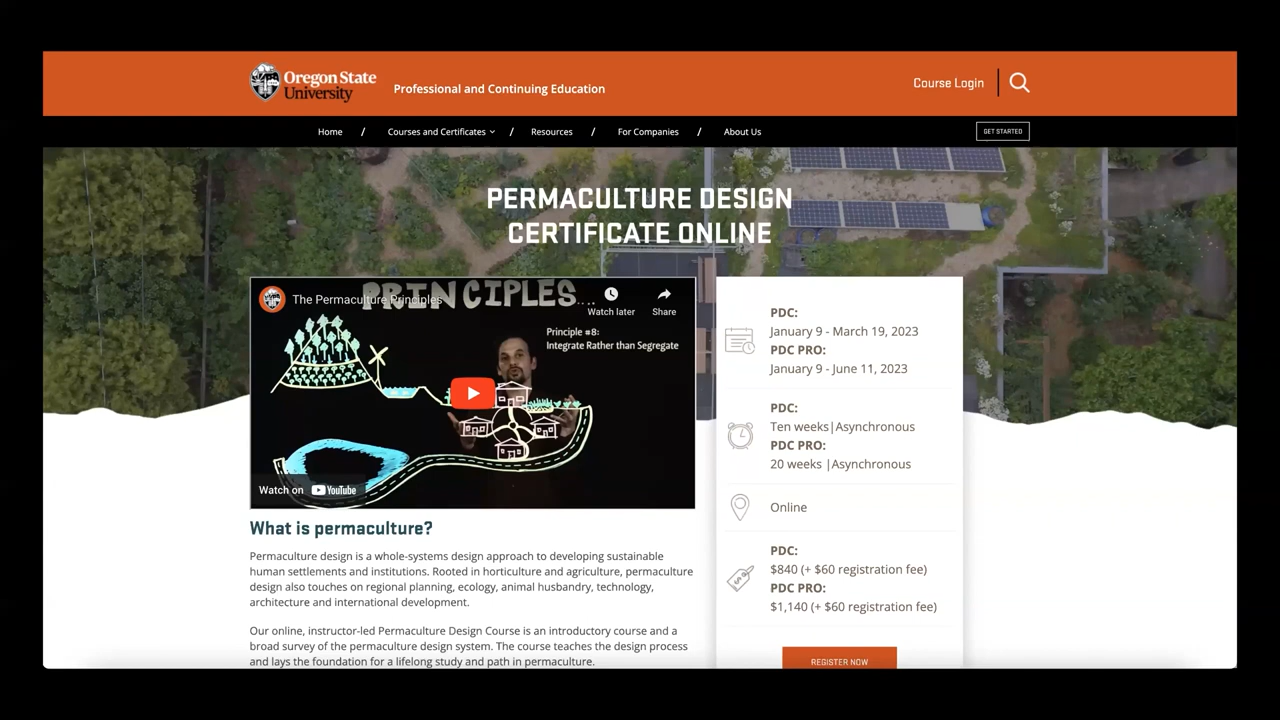 Oregon State
University
Professional and Continuing Education
Course Login
Home / Courses and Certificates / Resources / For Companies / About Us
GET STARTED
PERMACULTURE DESIGN
CERTIFICATE ONLINE
PRINCIPLES....
The Permaculture Principles
Watch later
Share
Principle #8:
Integrate Rather than Segregate
Watch on YouTube
What is permaculture?
Permaculture design is a whole-systems design approach to developing sustainable
human settlements and institutions. Rooted in horticulture and agriculture, permaculture
design also touches on regional planning, ecology, animal husbandry, technology,
architecture and international development.
Our online, instructor-led Permaculture Design Course is an introductory course and a
broad survey of the permaculture design system. The course teaches the design process
and lays the foundation for a lifelong study and path in permaculture.
PDC:
January 9 - March 19, 2023
PDC PRO:
January 9 - June 11, 2023
PDC:
Ten weeks|Asynchronous
PDC PRO:
20 weeks |Asynchronous
Online
PDC:
$840 (+ $60 registration fee)
PDC PRO:
$1,140 (+ $60 registration fee)
REGISTER NOW